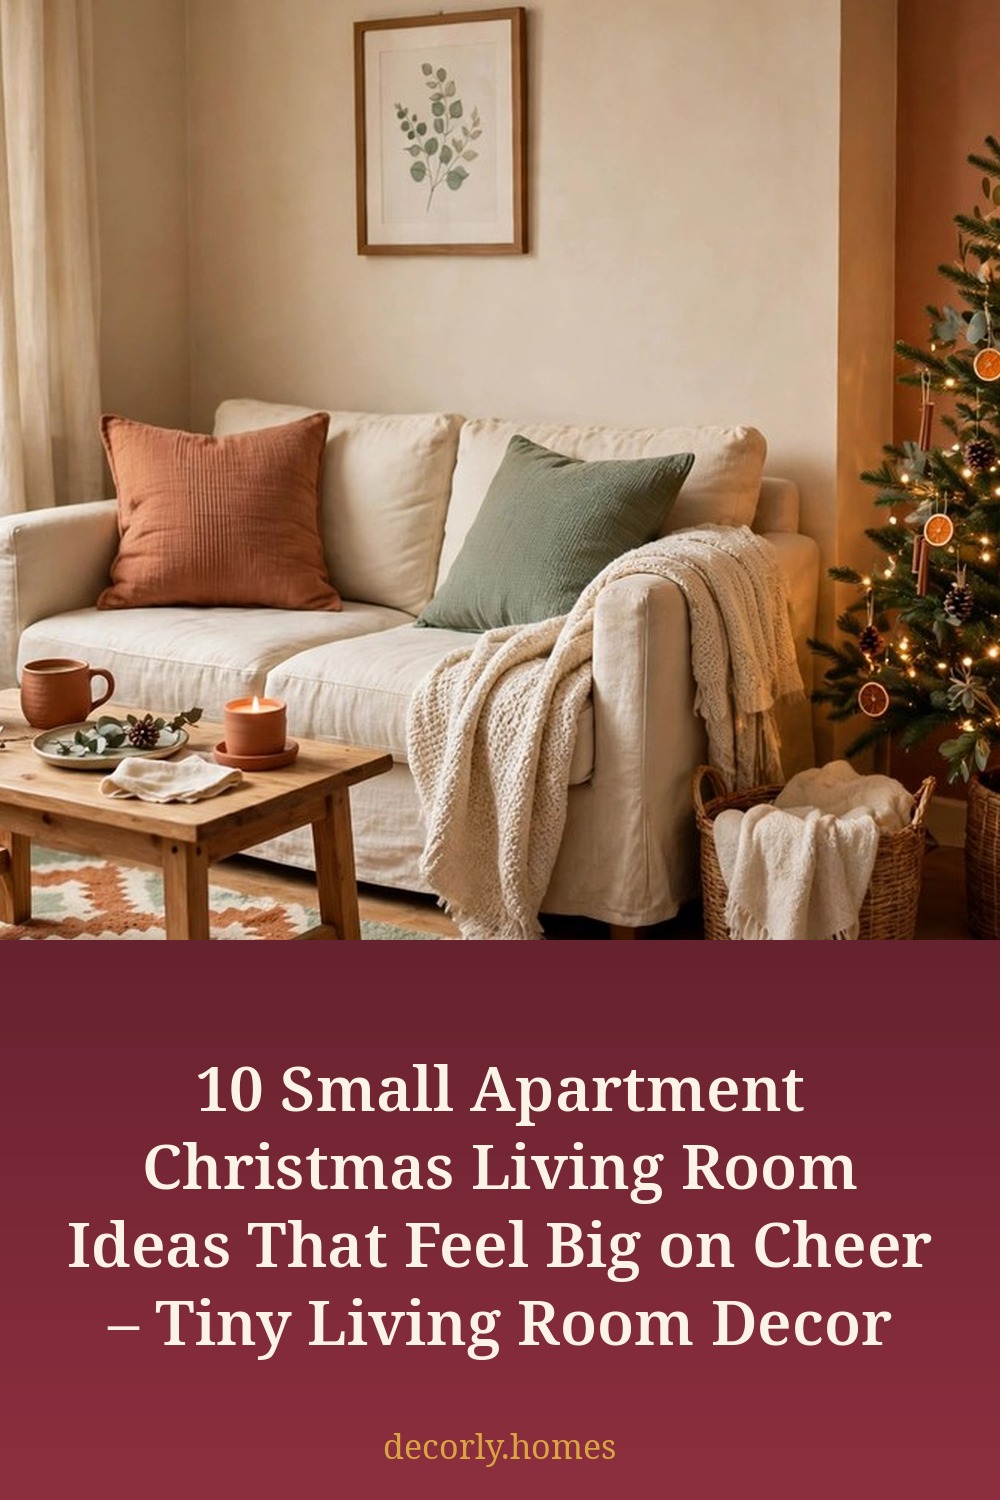 10 Small Apartment
Christmas Living Room
Ideas That Feel Big on Cheer
– Tiny Living Room Decor
decorly.homes